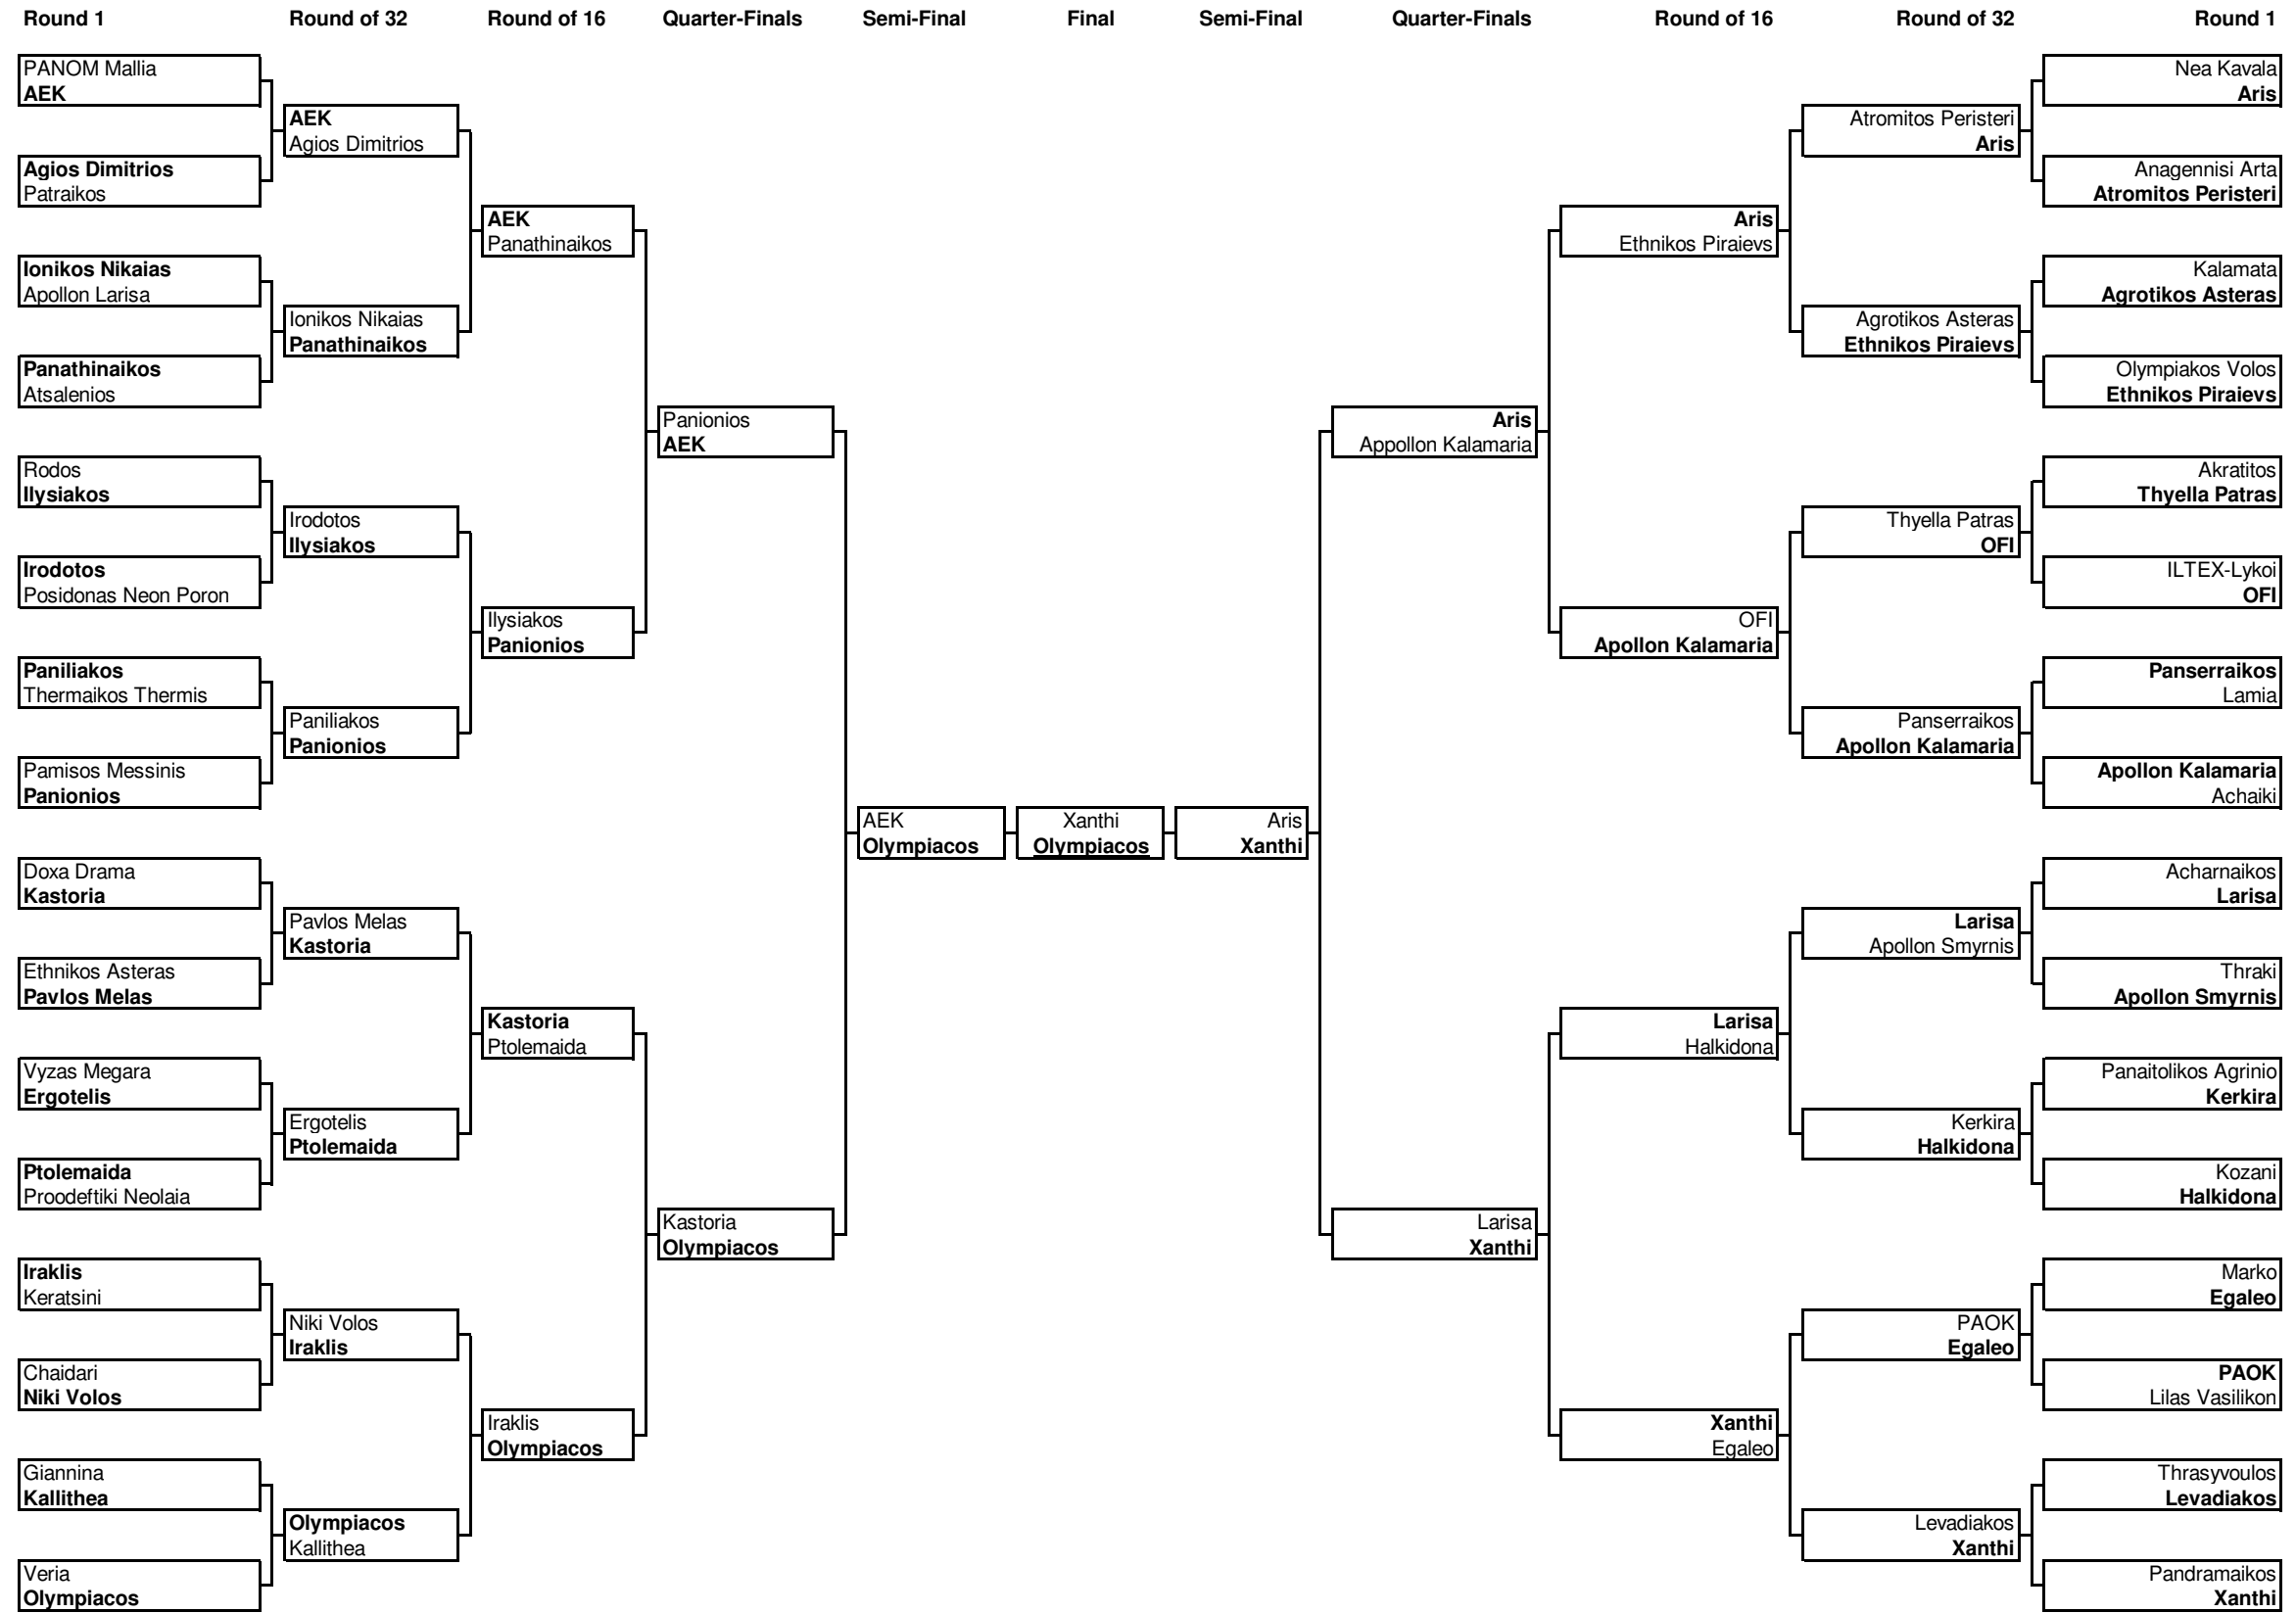 Round 1
Round of 32
Round of 16
Quarter-Finals
Semi-Final
Final
Semi-Final
Quarter-Finals
Round of 16
Round of 32
Round 1
PANOM Mallia
AEK
Agios Dimitrios
Patraikos
Ionikos Nikaias
Apollon Larisa
Panathinaikos
Atsalenios
Rodos
Ilysiakos
Irodotos
Posidonas Neon Poron
Paniliakos
Thermaikos Thermis
Pamisos Messinis
Panionios
Doxa Drama
Kastoria
Ethnikos Asteras
Pavlos Melas
Vyzas Megara
Ergotelis
Ptolemaida
Proodeftiki Neolaia
Iraklis
Keratsini
Chaidari
Niki Volos
Giannina
Kallithea
Veria
Olympiacos
AEK
Agios Dimitrios
Ionikos Nikaias
Panathinaikos
Irodotos
Ilysiakos
Paniliakos
Panionios
Pavlos Melas
Kastoria
Ergotelis
Ptolemaida
Niki Volos
Iraklis
Olympiacos
Kallithea
AEK
Panathinaikos
Ilysiakos
Panionios
Kastoria
Ptolemaida
Iraklis
Olympiacos
Panionios
AEK
Kastoria
Olympiacos
AEK
Olympiacos
Xanthi
Olympiacos
Aris
Xanthi
Aris
Appollon Kalamaria
Larisa
Xanthi
Aris
Ethnikos Piraievs
OFI
Apollon Kalamaria
Larisa
Halkidona
Xanthi
Egaleo
Atromitos Peristeri
Aris
Agrotikos Asteras
Ethnikos Piraievs
Thyella Patras
OFI
Panserraikos
Apollon Kalamaria
Larisa
Apollon Smyrnis
Kerkira
Halkidona
PAOK
Egaleo
Levadiakos
Xanthi
Nea Kavala
Aris
Anagennisi Arta
Atromitos Peristeri
Kalamata
Agrotikos Asteras
Olympiakos Volos
Ethnikos Piraievs
Akratitos
Thyella Patras
ILTEX-Lykoi
OFI
Panserraikos
Lamia
Apollon Kalamaria
Achaiki
Acharnaikos
Larisa
Thraki
Apollon Smyrnis
Panaitolikos Agrinio
Kerkira
Kozani
Halkidona
Marko
Egaleo
PAOK
Lilas Vasilikon
Thrasyvoulos
Levadiakos
Pandramaikos
Xanthi